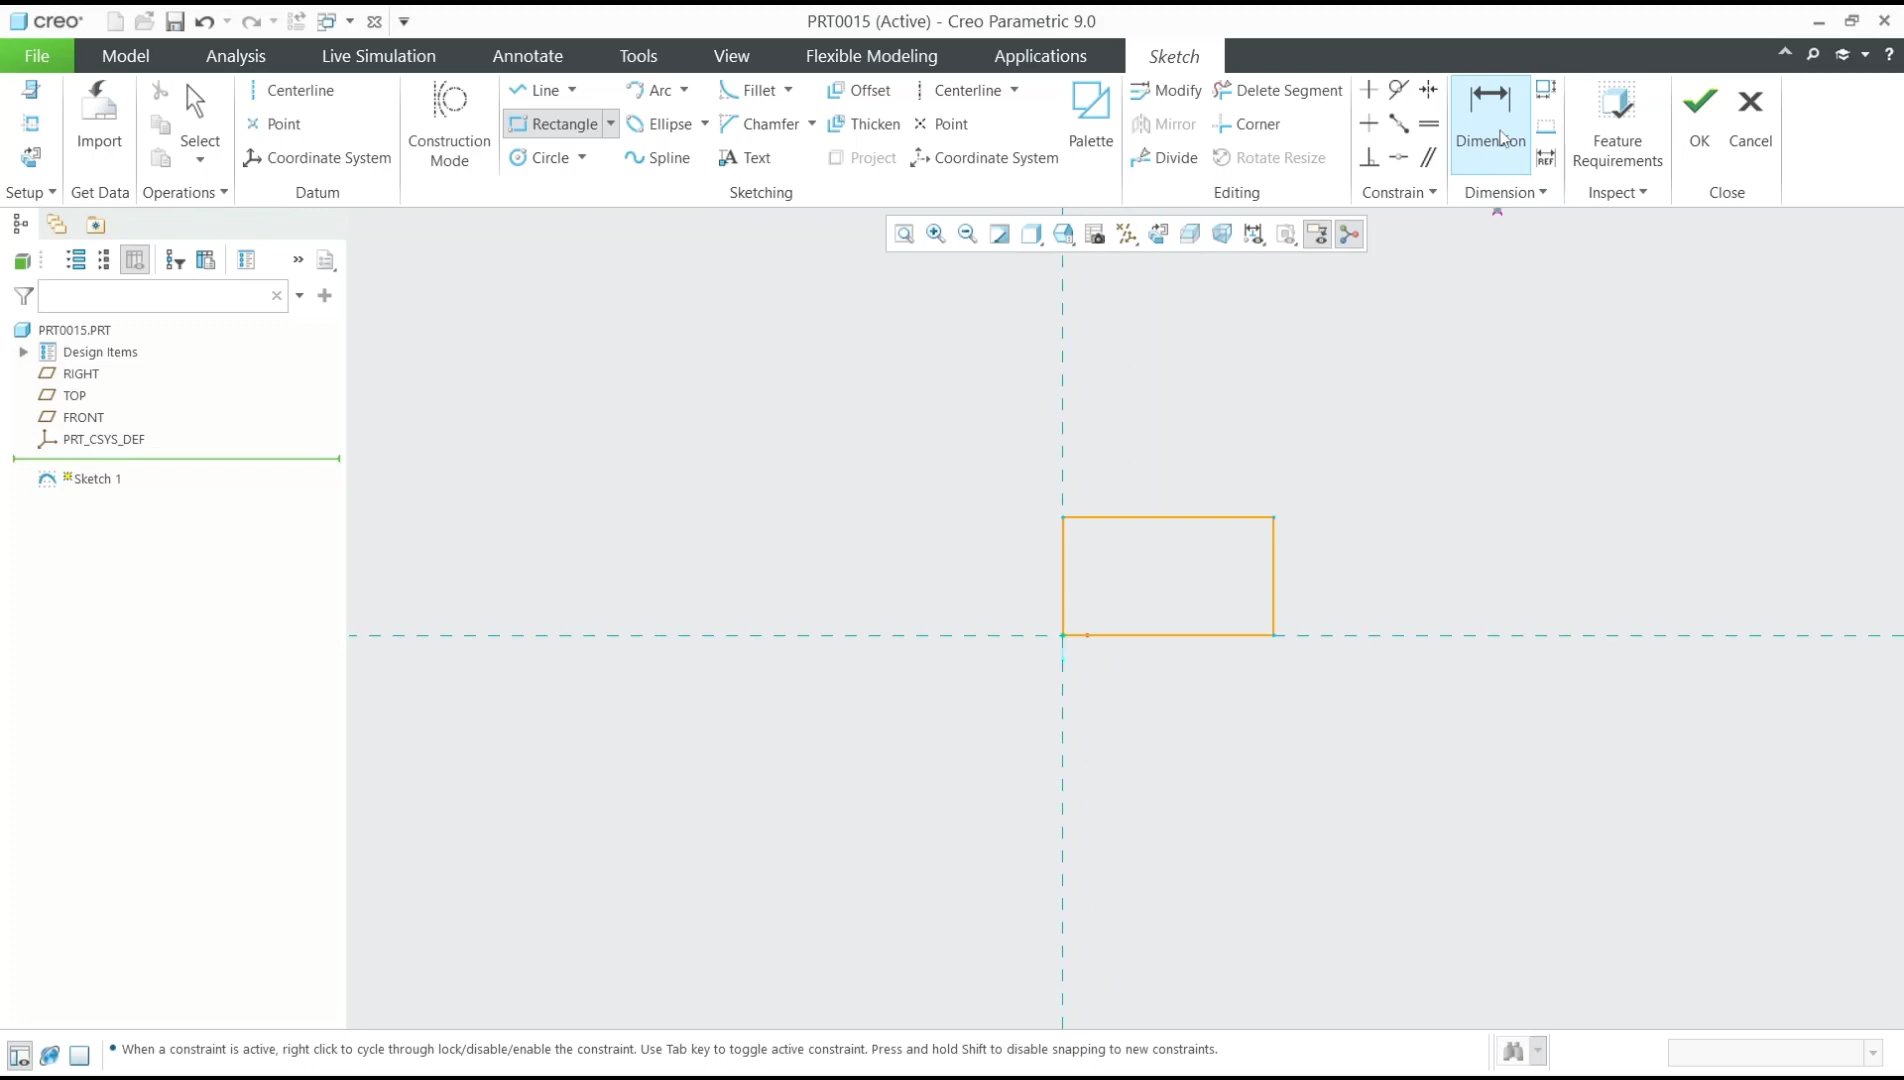 creo®
PRT0015 (Active) - Creo Parametric 9.0
File Model Analysis Live Simulation Annotate Tools View Flexible Modeling Applications Sketch ?
Centerline Line Arc Fillet Offset Centerline Modify Delete Segment
Import Select Point Construction Mode Rectangle Ellipse Chamfer Thicken Point Palette Mirror Corner Dimension Feature Requirements OK Cancel
Coordinate System Circle Spline Text Project Coordinate System Divide Rotate Resize REF
Setup Get Data Operations Datum Sketching Editing Constrain Dimension Inspect Close
PRT0015.PRT
Design Items
RIGHT
TOP
FRONT
PRT_CSYS_DEF
Sketch 1
When a constraint is active, right click to cycle through lock/disable/enable the constraint. Use Tab key to toggle active constraint. Press and hold Shift to disable snapping to new constraints.